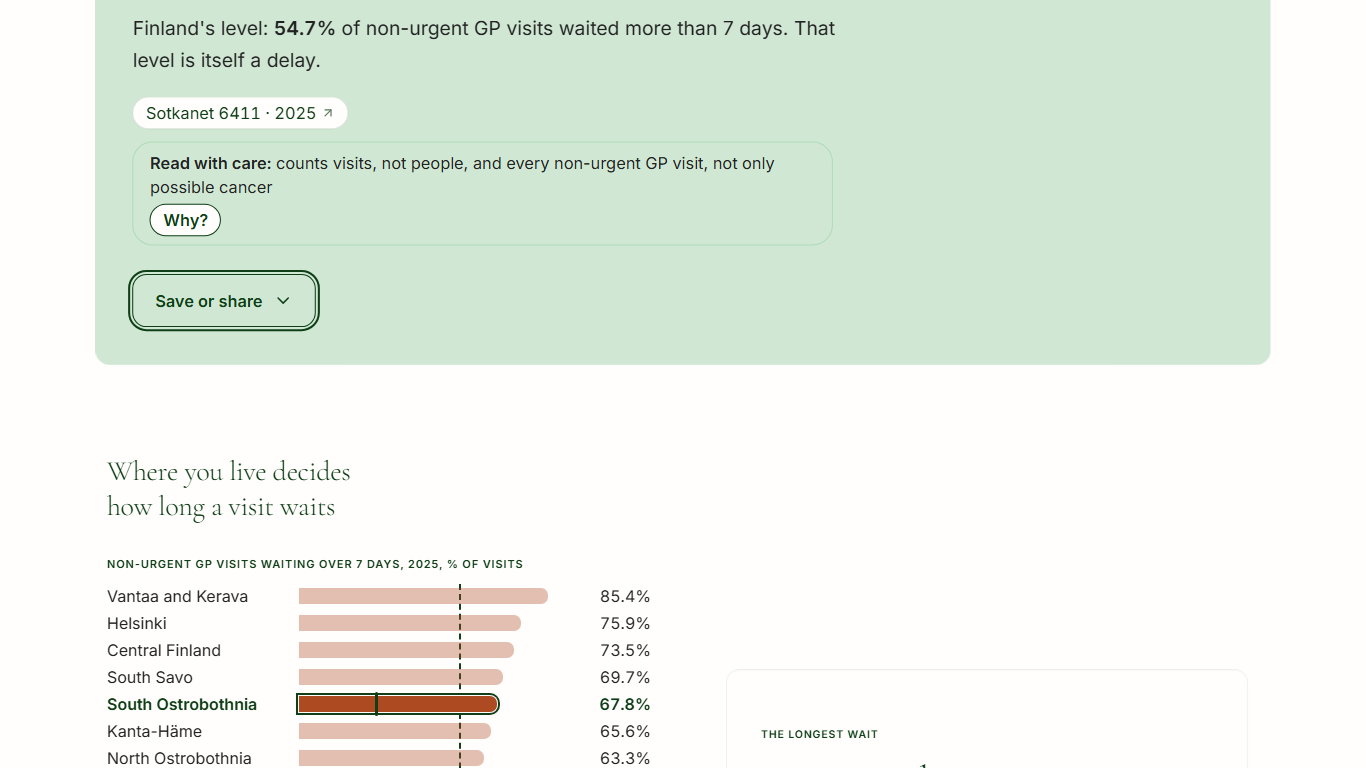 Finland's level: 54.7% of non-urgent GP visits waited more than 7 days. That
level is itself a delay.
Sotkanet 6411 · 2025 ↗
Read with care: counts visits, not people, and every non-urgent GP visit, not only
possible cancer
Why?
Save or share
Where you live decides
how long a visit waits
NON-URGENT GP VISITS WAITING OVER 7 DAYS, 2025, % OF VISITS
Vantaa and Kerava 85.4%
Helsinki 75.9%
Central Finland 73.5%
South Savo 69.7%
South Ostrobothnia 67.8%
Kanta-Häme 65.6%
North Ostrobothnia 63.3%
THE LONGEST WAIT